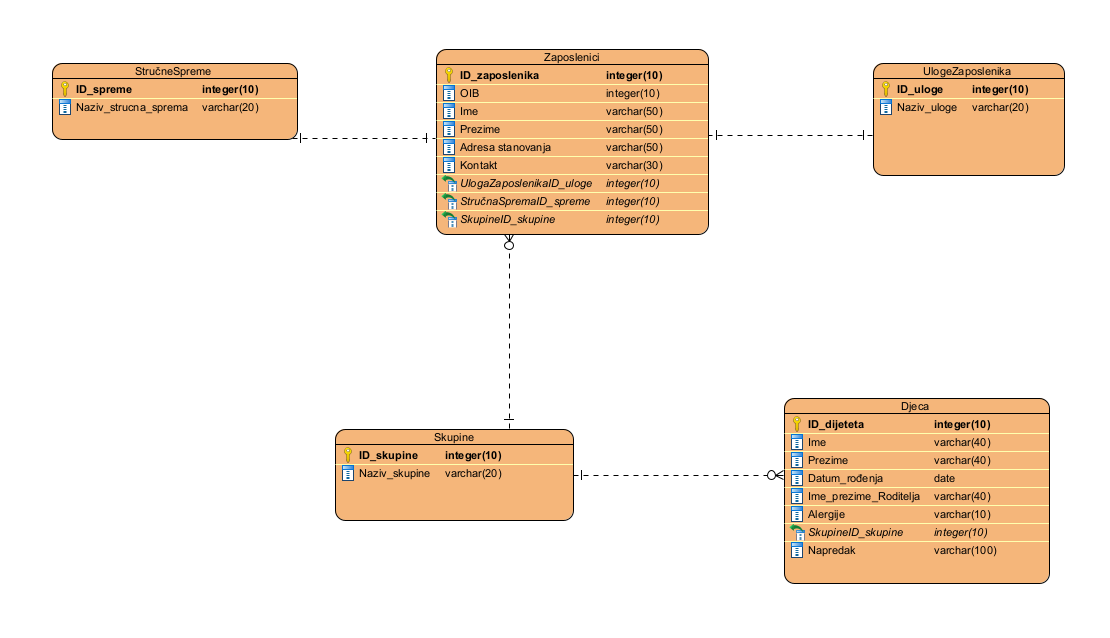 StručneSpreme
ID_spreme integer(10)
Naziv_strucna_sprema varchar(20)
Zaposlenici
ID_zaposlenika integer(10)
OIB integer(10)
Ime varchar(50)
Prezime varchar(50)
Adresa stanovanja varchar(50)
Kontakt varchar(30)
UlogaZaposlenikaID_uloge integer(10)
StručnaSpremaID_spreme integer(10)
SkupineID_skupine integer(10)
UlogeZaposlenika
ID_uloge integer(10)
Naziv_uloge varchar(20)
Skupine
ID_skupine integer(10)
Naziv_skupine varchar(20)
Djeca
ID_dijeteta integer(10)
Ime varchar(40)
Prezime varchar(40)
Datum_rođenja date
Ime_prezime_Roditelja varchar(40)
Alergije varchar(10)
SkupineID_skupine integer(10)
Napredak varchar(100)